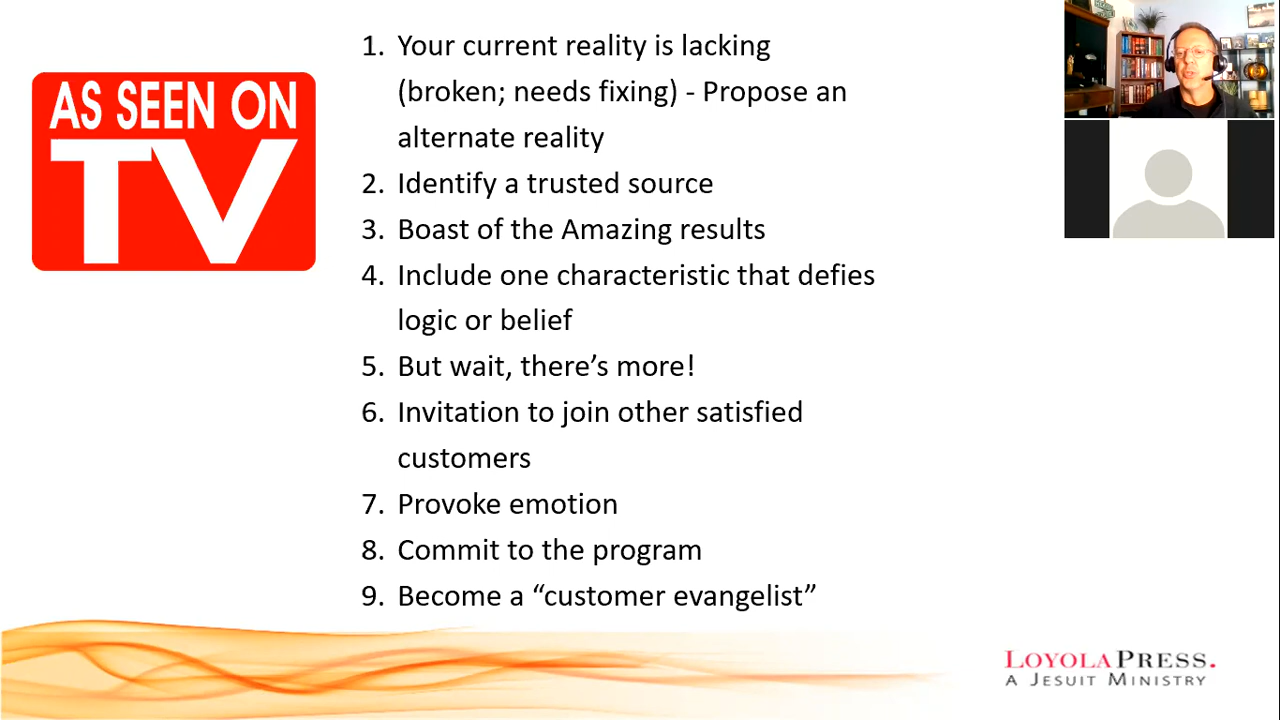 AS SEEN ON
TV
1. Your current reality is lacking
(broken; needs fixing) - Propose an
alternate reality
2. Identify a trusted source
3. Boast of the Amazing results
4. Include one characteristic that defies
logic or belief
5. But wait, there’s more!
6. Invitation to join other satisfied
customers
7. Provoke emotion
8. Commit to the program
9. Become a “customer evangelist”
LOYOLA PRESS.
A JESUIT MINISTRY